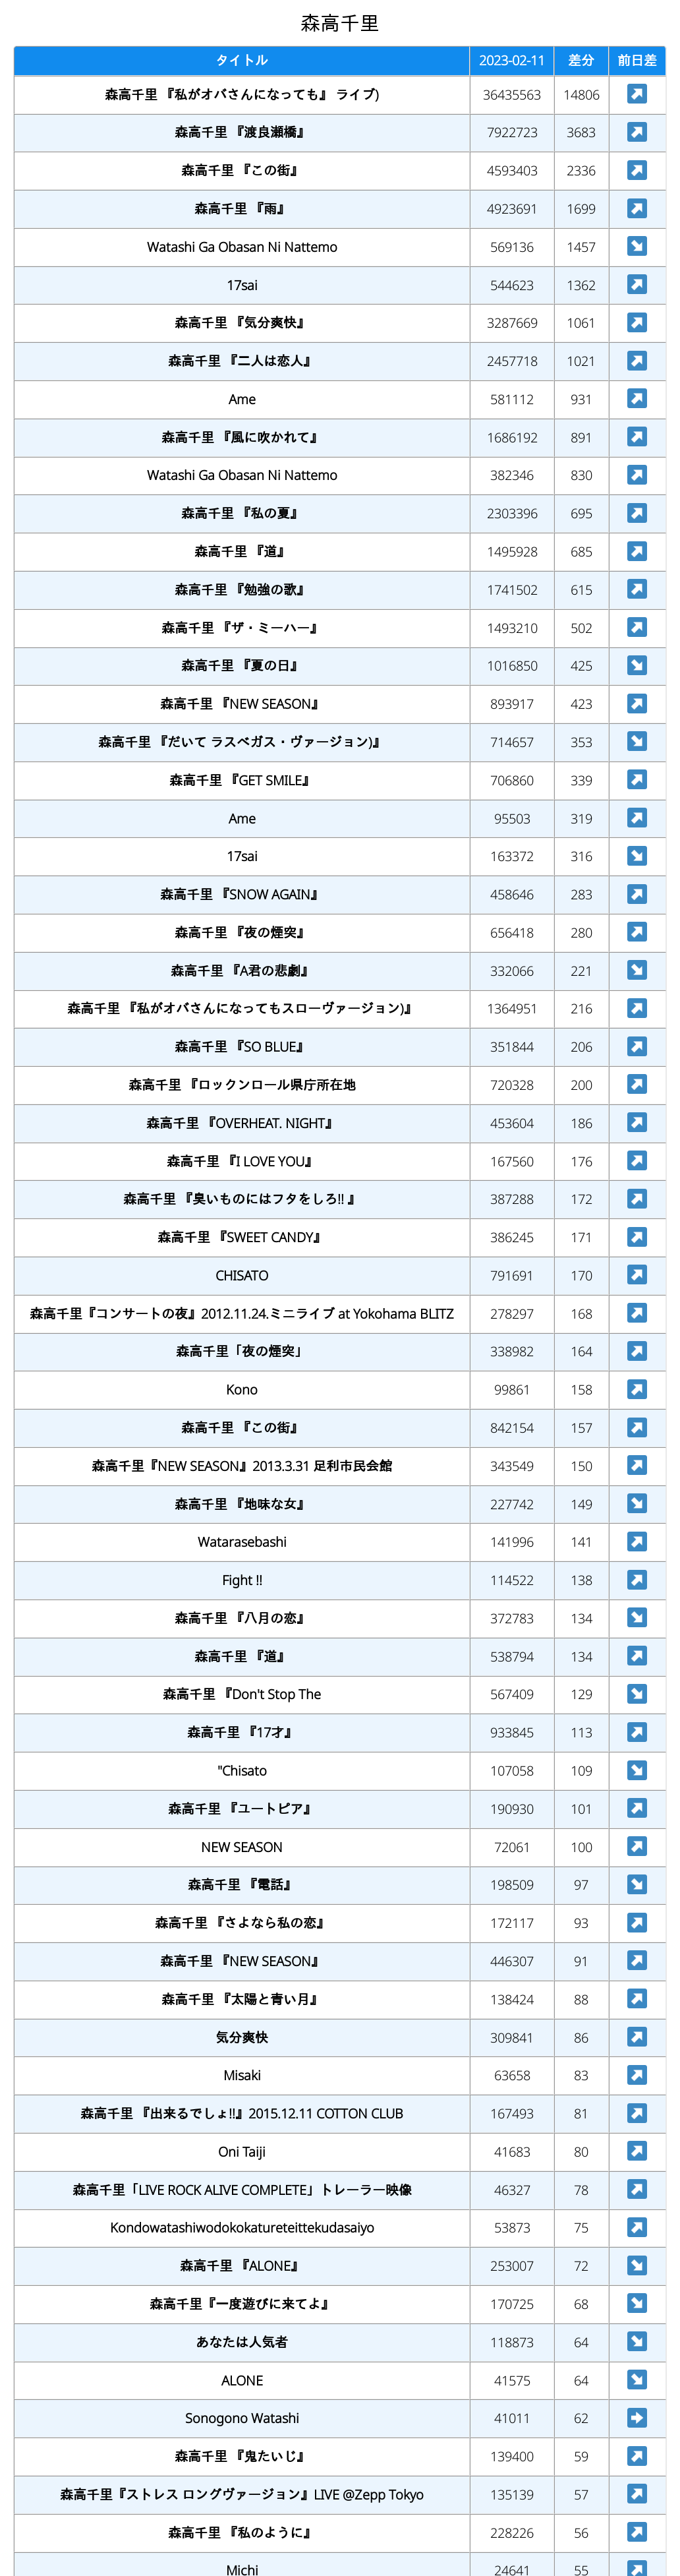 森高千里
タイトル 2023-02-11 差分 前日差
森高千里 『私がオバさんになっても』 ライブ) 36435563 14806
森高千里 『渡良瀬橋』 7922723 3683
森高千里 『この街』 4593403 2336
森高千里 『雨』 4923691 1699
Watashi Ga Obasan Ni Nattemo 569136 1457
17sai 544623 1362
森高千里 『気分爽快』 3287669 1061
森高千里 『二人は恋人』 2457718 1021
Ame 581112 931
森高千里 『風に吹かれて』 1686192 891
Watashi Ga Obasan Ni Nattemo 382346 830
森高千里 『私の夏』 2303396 695
森高千里 『道』 1495928 685
森高千里 『勉強の歌』 1741502 615
森高千里 『ザ・ミーハー』 1493210 502
森高千里 『夏の日』 1016850 425
森高千里 『NEW SEASON』 893917 423
森高千里 『だいて ラスベガス・ヴァージョン)』 714657 353
森高千里 『GET SMILE』 706860 339
Ame 95503 319
17sai 163372 316
森高千里 『SNOW AGAIN』 458646 283
森高千里 『夜の煙突』 656418 280
森高千里 『A君の悲劇』 332066 221
森高千里 『私がオバさんになってもスローヴァージョン)』 1364951 216
森高千里 『SO BLUE』 351844 206
森高千里 『ロックンロール県庁所在地 720328 200
森高千里 『OVERHEAT. NIGHT』 453604 186
森高千里 『I LOVE YOU』 167560 176
森高千里 『臭いものにはフタをしろ!! 』 387288 172
森高千里 『SWEET CANDY』 386245 171
CHISATO 791691 170
森高千里『コンサートの夜』2012.11.24.ミニライブ at Yokohama BLITZ 278297 168
森高千里「夜の煙突」 338982 164
Kono 99861 158
森高千里 『この街』 842154 157
森高千里『NEW SEASON』2013.3.31 足利市民会館 343549 150
森高千里 『地味な女』 227742 149
Watarasebashi 141996 141
Fight !! 114522 138
森高千里 『八月の恋』 372783 134
森高千里 『道』 538794 134
森高千里 『Don't Stop The 567409 129
森高千里 『17才』 933845 113
"Chisato 107058 109
森高千里 『ユートピア』 190930 101
NEW SEASON 72061 100
森高千里 『電話』 198509 97
森高千里 『さよなら私の恋』 172117 93
森高千里 『NEW SEASON』 446307 91
森高千里 『太陽と青い月』 138424 88
気分爽快 309841 86
Misaki 63658 83
森高千里 『出来るでしょ!!』2015.12.11 COTTON CLUB 167493 81
Oni Taiji 41683 80
森高千里「LIVE ROCK ALIVE COMPLETE」トレーラー映像 46327 78
Kondowatashiwodokokatureteittekudasaiyo 53873 75
森高千里 『ALONE』 253007 72
森高千里『一度遊びに来てよ』 170725 68
あなたは人気者 118873 64
ALONE 41575 64
Sonogono Watashi 41011 62
森高千里 『鬼たいじ』 139400 59
森高千里『ストレス ロングヴァージョン』LIVE @Zepp Tokyo 135139 57
森高千里 『私のように』 228226 56
Michi 24641 55